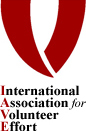 International
Association for
Volunteer
Effort